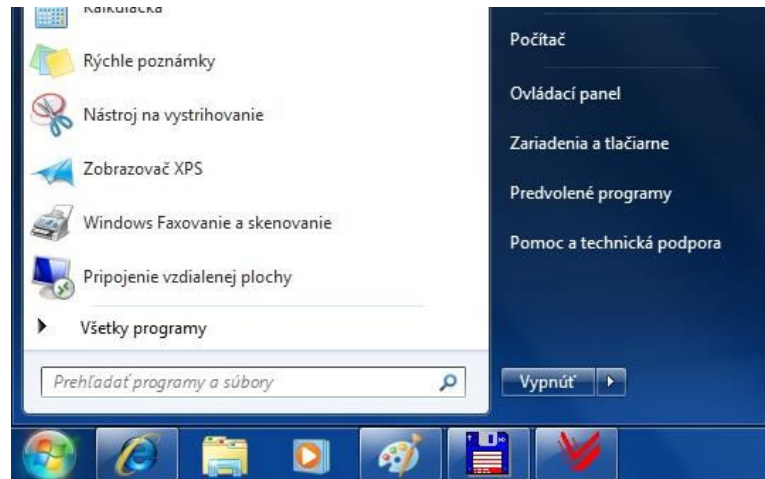 Kalkulačka
Rýchle poznámky
Nástroj na vystrihovanie
Zobrazovač XPS
Windows Faxovanie a skenovanie
Pripojenie vzdialenej plochy
Všetky programy
Prehľadať programy a súbory
Počítač
Ovládací panel
Zariadenia a tlačiarne
Predvolené programy
Pomoc a technická podpora
Vypnúť